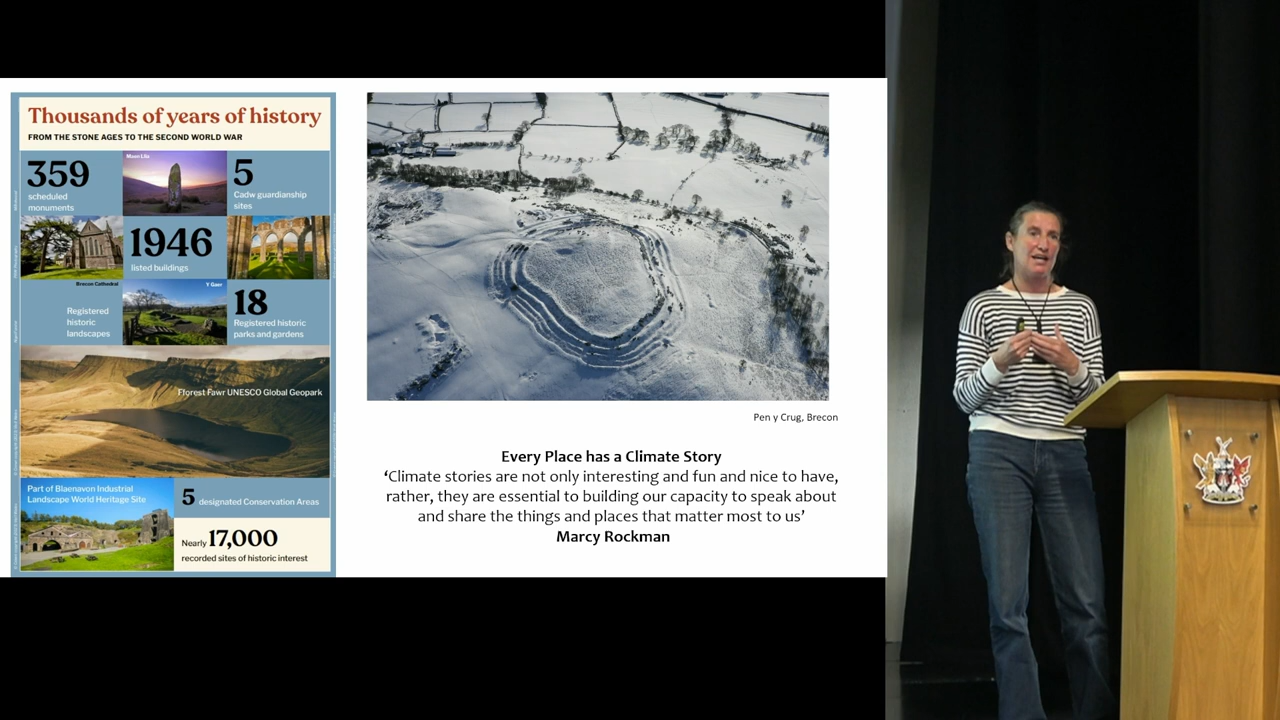 Thousands of years of history
FROM THE STONE AGES TO THE SECOND WORLD WAR
359
scheduled
monuments
Maen Llia
5
Cadw guardianship
sites
1946
listed buildings
Brecon Cathedral
Registered
historic
landscapes
Y Gaer
18
Registered historic
parks and gardens
Fforest Fawr UNESCO Global Geopark
Part of Blaenavon Industrial
Landscape World Heritage Site
5 designated Conservation Areas
Nearly 17,000
recorded sites of historic interest
Pen y Crug, Brecon
Every Place has a Climate Story
‘Climate stories are not only interesting and fun and nice to have,
rather, they are essential to building our capacity to speak about
and share the things and places that matter most to us’
Marcy Rockman